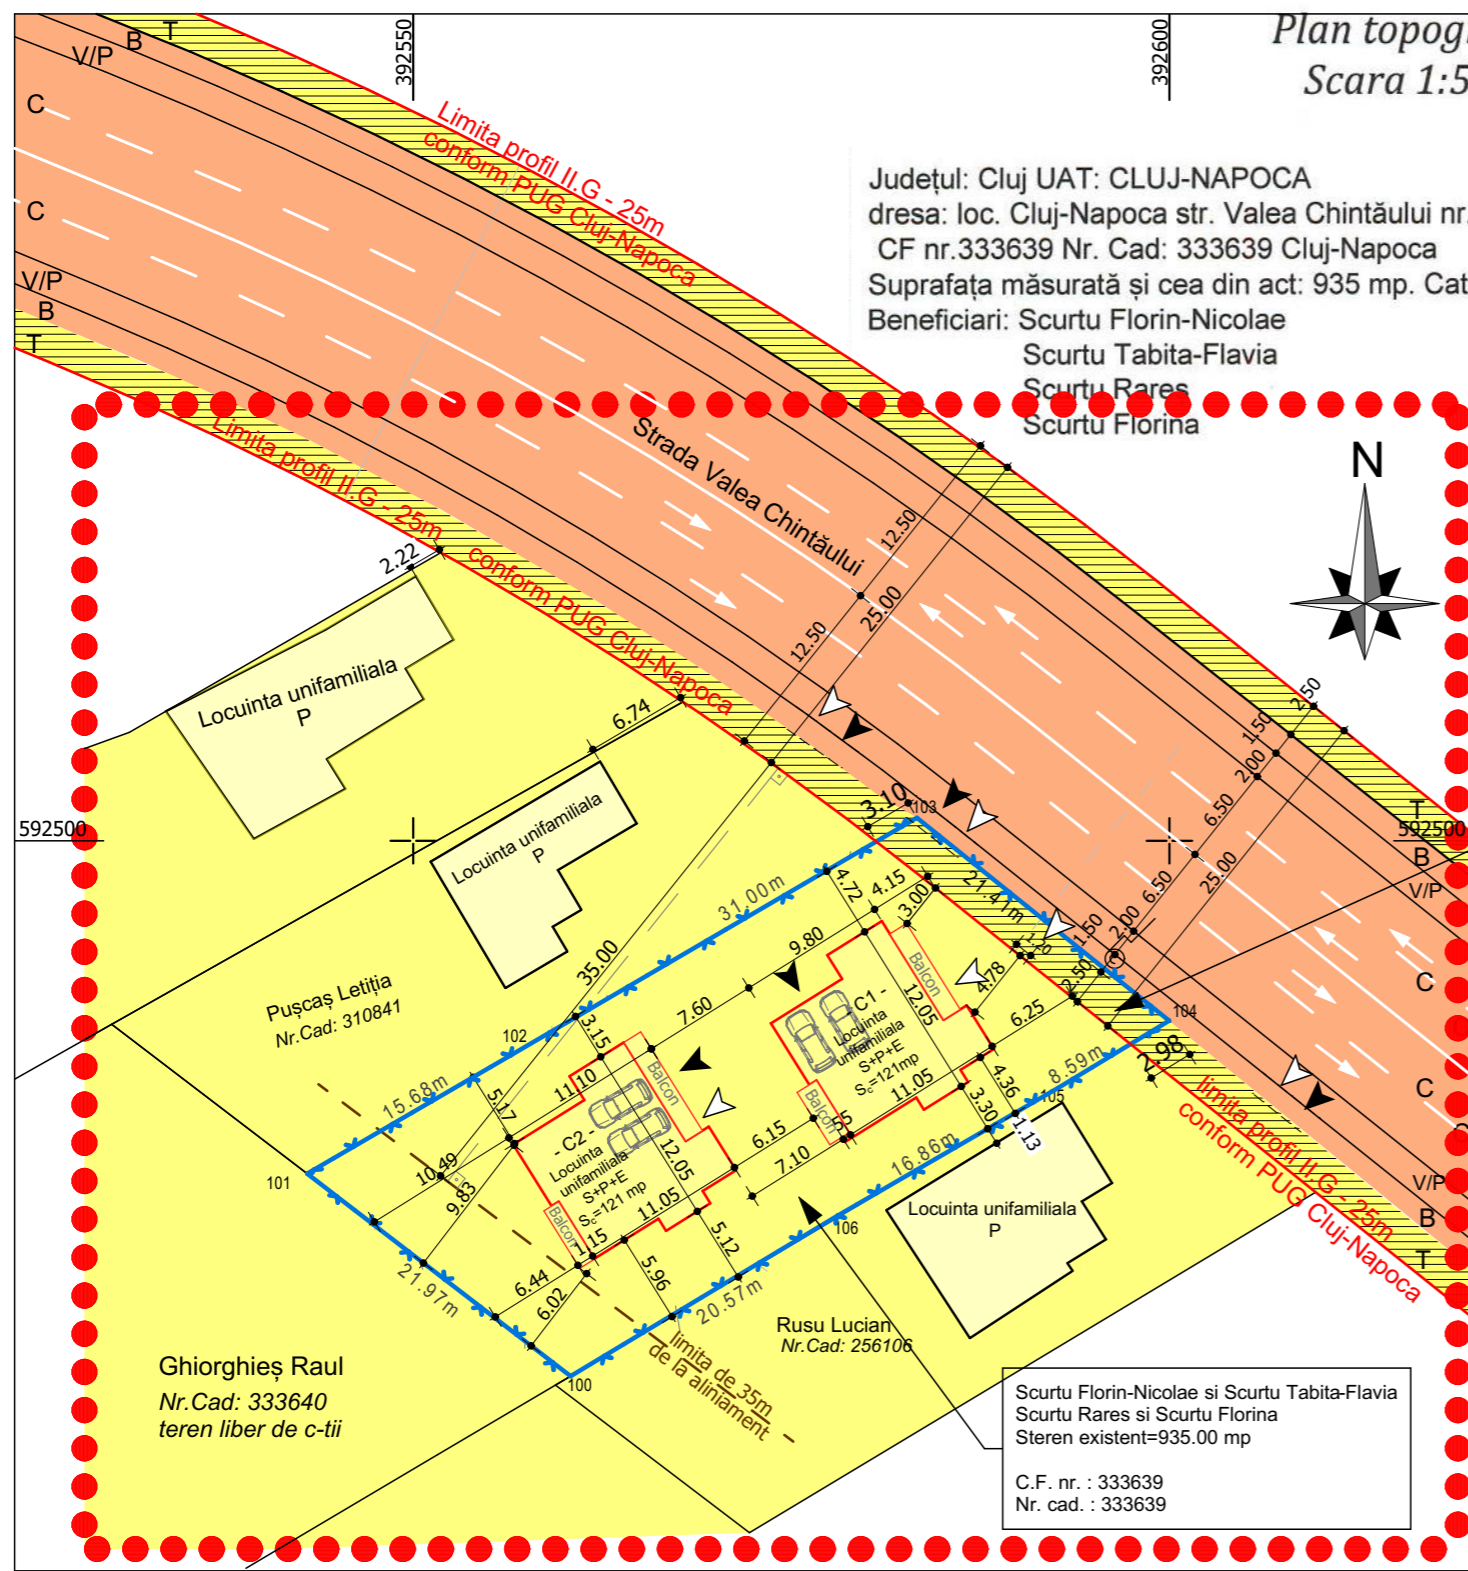 392550
392600
Plan topog
Scara 1:5
Județul: Cluj UAT: CLUJ-NAPOCA
dresa: loc. Cluj-Napoca str. Valea Chintăului nr.
CF nr.333639 Nr. Cad: 333639 Cluj-Napoca
Suprafața măsurată și cea din act: 935 mp. Cat
Beneficiari: Scurtu Florin-Nicolae
Scurtu Tabita-Flavia
Scurtu Rares
Scurtu Florina
T
B
V/P
C
C
V/P
B
T
Limita profil II.G - 25m
conform PUG Cluj-Napoca
Limita profil II.G - 25m conform PUG Cluj-Napoca
Strada Valea Chintăului
N
12.50
12.50
25.00
2.22
6.74
2.50
1.50
2.00
6.50
6.50
25.00
2.00
1.50
2.50
Locuinta unifamiliala
P
Locuinta unifamiliala
P
592500
592500
T
B
V/P
C
C
V/P
B
T
3.10
103
21.41m
31.00m
4.72
4.15
3.00
9.80
1.20
4.78
6.25
104
2.98
8.59m
105
4.36
3.30
1.13
35.00
7.60
Balcon
- C1 -
Locuinta
unifamiliala
S+P+E
Sc=121mp
12.05
11.05
Balcon
55
Pușcaș Letiția
Nr.Cad: 310841
102
3.15
15.68m
5.17
11.10
Balcon
- C2 -
Locuinta
unifamiliala
S+P+E
Sc=121 mp
12.05
11.05
Balcon
1.15
6.15
7.10
16.86m
106
101
10.49
9.83
21.97m
6.44
6.02
5.96
5.12
20.57m
100
limita de 35m
de la aliniament
Locuinta unifamiliala
P
Rusu Lucian
Nr.Cad: 256106
limita profil II.G - 25m
conform PUG Cluj-Napoca
Ghiorghieș Raul
Nr.Cad: 333640
teren liber de c-tii
Scurtu Florin-Nicolae si Scurtu Tabita-Flavia
Scurtu Rares si Scurtu Florina
Steren existent=935.00 mp
C.F. nr. : 333639
Nr. cad. : 333639